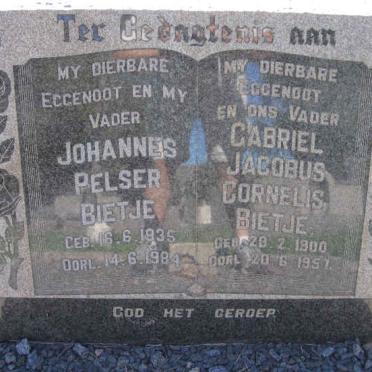 Ter Gedagtenis aan
MY DIERBARE
EGGENOOT EN MY
VADER
JOHANNES
PELSER
BIETJE
GEB. 16. 6. 1935
OORL. 14. 6. 1984
MY DIERBARE
EGGENOOT
EN ONS VADER
GABRIEL
JACOBUS
CORNELIS
BIETJE.
GEB. 20. 2. 1900
OORL 20. 6. 1957.
GOD HET GEROEP.